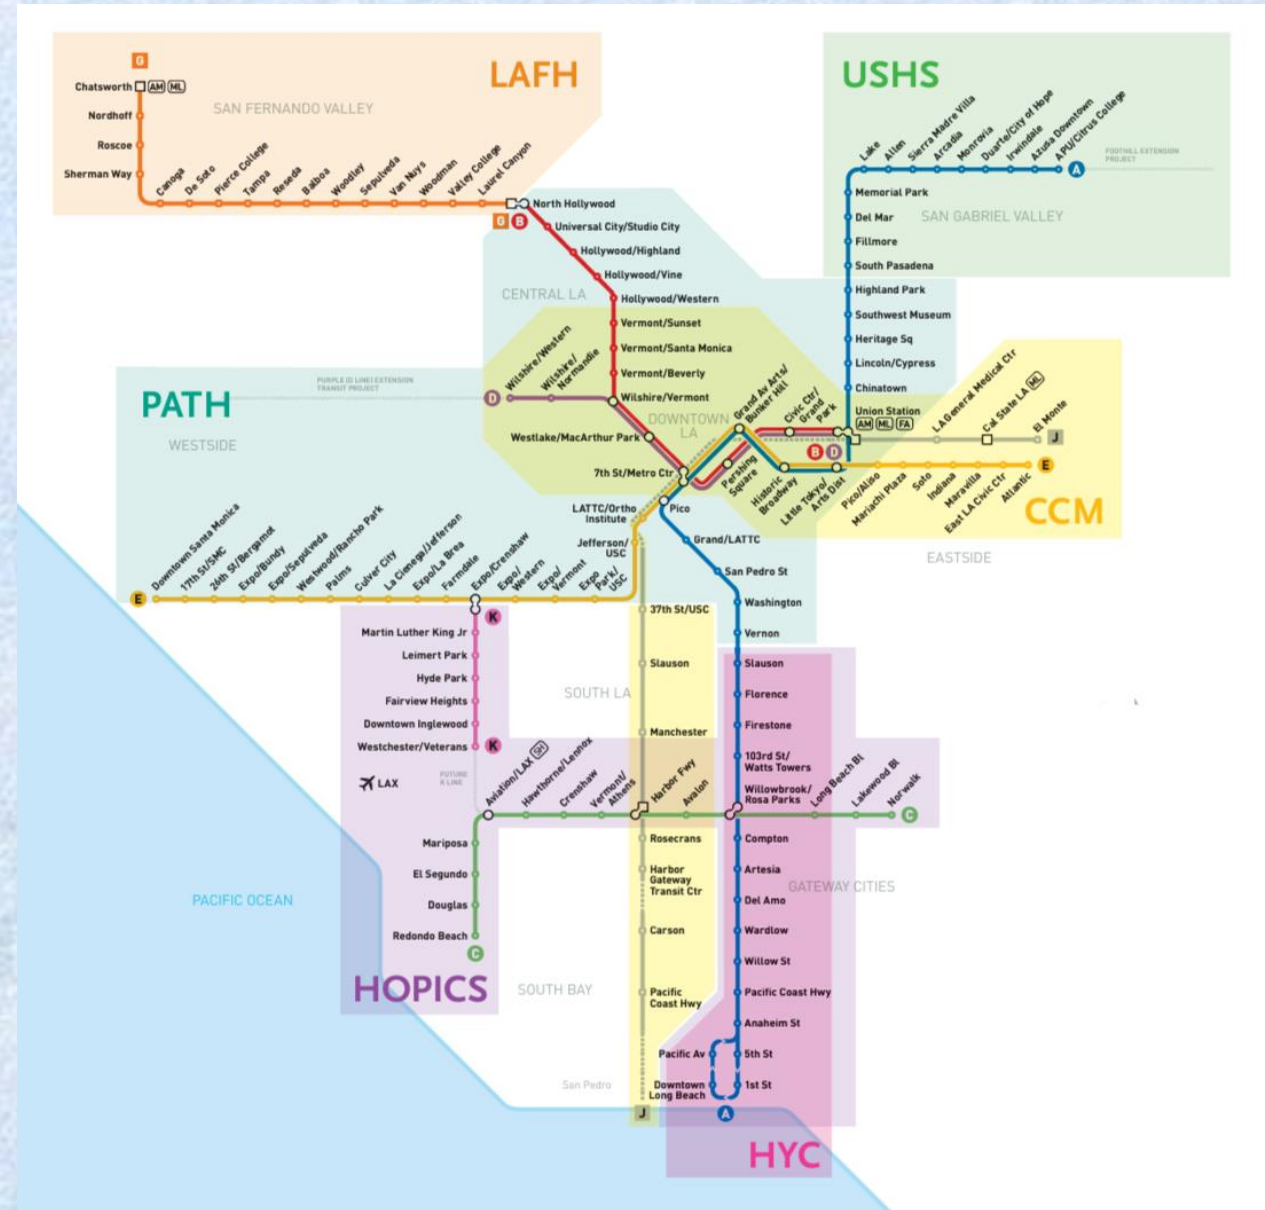 G
LAFH
Chatsworth AM ML
SAN FERNANDO VALLEY
Nordhoff
Roscoe
Sherman Way
Canoga
De Soto
Pierce College
Tampa
Reseda
Balboa
Woodley
Sepulveda
Van Nuys
Woodman
Valley College
Laurel Canyon
North Hollywood
G B
Universal City/Studio City
Hollywood/Highland
Hollywood/Vine
CENTRAL LA
Hollywood/Western
Vermont/Sunset
Vermont/Santa Monica
Vermont/Beverly
Wilshire/Vermont
USHS
Lake
Allen
Sierra Madre Villa
Arcadia
Monrovia
Duarte/City of Hope
Irwindale
Azusa Downtown
APU/Citrus College
A
FOOTHILL EXTENSION
PROJECT
Memorial Park
Del Mar
SAN GABRIEL VALLEY
Fillmore
South Pasadena
Highland Park
Southwest Museum
Heritage Sq
Lincoln/Cypress
Chinatown
Union Station
AM ML FA
PATH
WESTSIDE
PURPLE (D LINE) EXTENSION
TRANSIT PROJECT
D
Wilshire/Western
Wilshire/
Normandie
DOWNTOWN
LA
Westlake/MacArthur Park
7th St/Metro Ctr
Grand Av Arts/
Bunker Hill
Civic Ctr/
Grand
Park
B D
Pershing
Square
Historic
Broadway
Little Tokyo/
Arts Dist
LA General Medical Ctr
Cal State LA ML
El Monte
J
E
Pico/Aliso
Mariachi Plaza
Soto
Indiana
Maravilla
East LA Civic Ctr
Atlantic
CCM
EASTSIDE
LATTC/Ortho
Institute
Pico
Jefferson/
USC
Grand/LATTC
San Pedro St
Washington
Vernon
E
Downtown Santa Monica
17th St/SMC
26th St/Bergamot
Expo/Bundy
Expo/Sepulveda
Westwood/Rancho Park
Palms
Culver City
La Cienega/Jefferson
Expo/La Brea
Farmdale
Expo/Crenshaw
Expo/
Western
Expo/
Vermont
Expo
Park/
USC
K
Martin Luther King Jr
Leimert Park
Hyde Park
Fairview Heights
Downtown Inglewood
Westchester/Veterans
K
LAX
FUTURE
K LINE
SOUTH LA
37th St/USC
Slauson
Manchester
Slauson
Florence
Firestone
103rd St/
Watts Towers
Willowbrook/
Rosa Parks
Aviation/LAX SH
Hawthorne/Lennox
Crenshaw
Vermont/
Athens
Harbor Fwy
Avalon
Long Beach Bl
Lakewood Bl
Norwalk
C
Mariposa
El Segundo
Douglas
Redondo Beach
C
HOPICS
SOUTH BAY
PACIFIC OCEAN
Rosecrans
Harbor
Gateway
Transit Ctr
Carson
Pacific
Coast Hwy
San Pedro
J
Compton
Artesia
GATEWAY CITIES
Del Amo
Wardlow
Willow St
Pacific Coast Hwy
Anaheim St
Pacific Av
5th St
Downtown
Long Beach
1st St
A
HYC